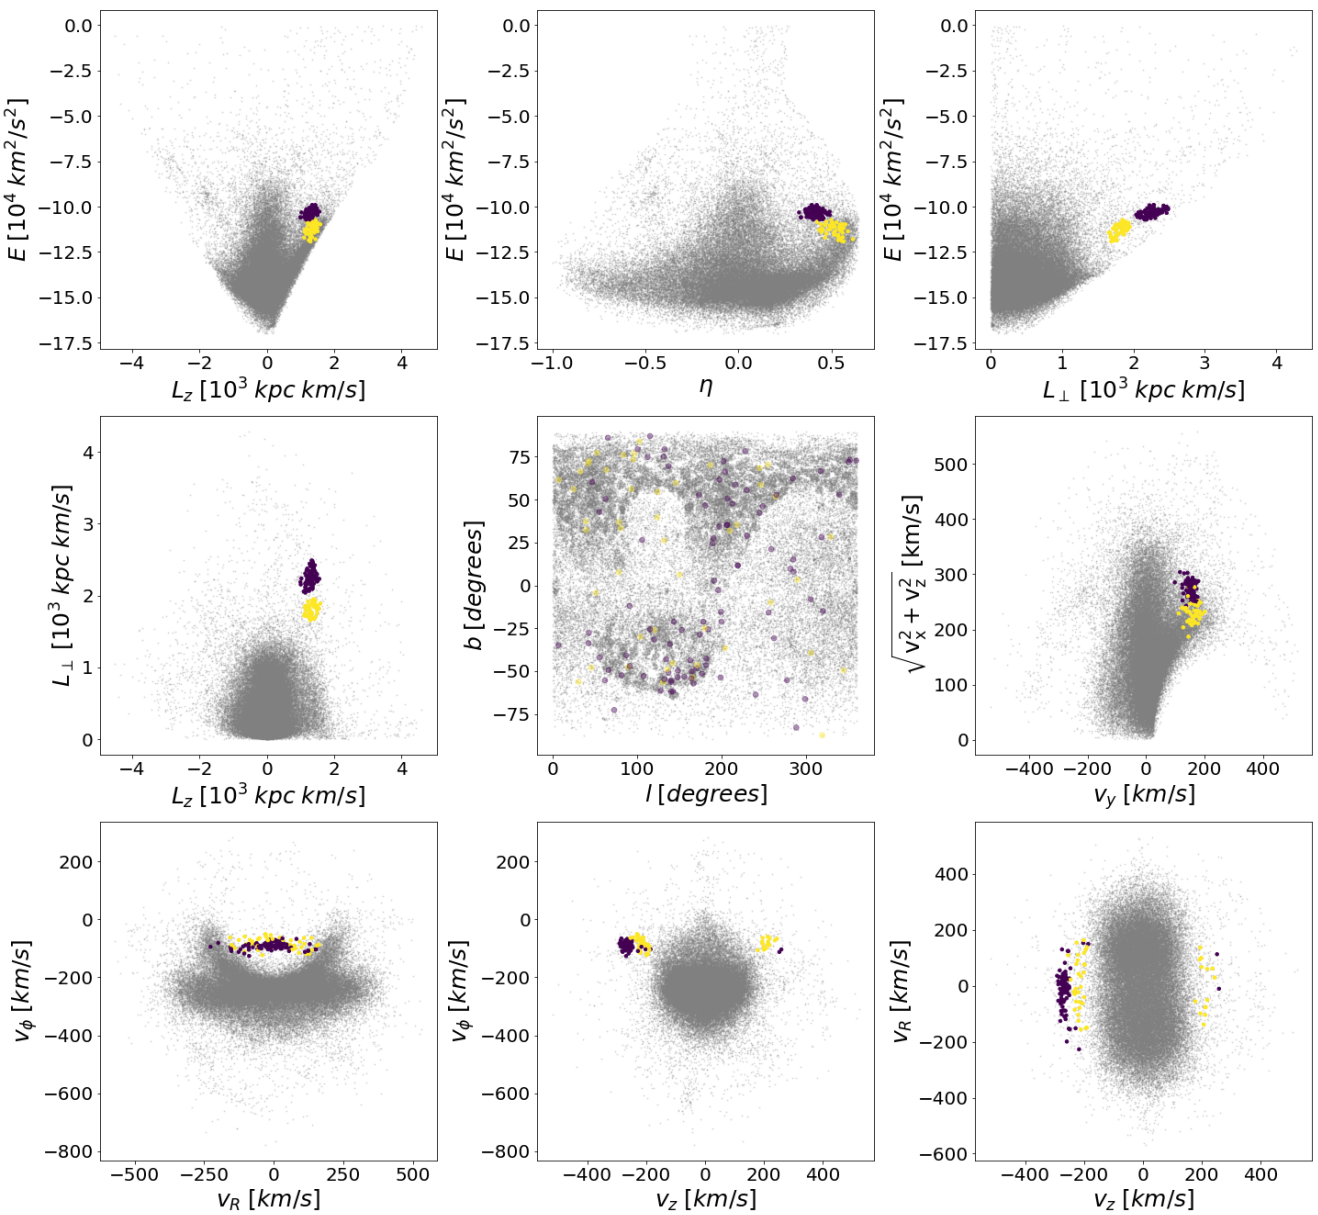 0.0 0.0 0.0
−2.5 −2.5 −2.5
−5.0 −5.0 −5.0
−7.5 −7.5 −7.5
−10.0 −10.0 −10.0
−12.5 −12.5 −12.5
−15.0 −15.0 −15.0
−17.5 −17.5 −17.5
E [10⁴ km²/s²] E [10⁴ km²/s²] E [10⁴ km²/s²]
−4 −2 0 2 4 −1.0 −0.5 0.0 0.5 0 1 2 3 4
L_z [10³ kpc km/s] η L_⊥ [10³ kpc km/s]
4
3
2
1
0
L_⊥ [10³ kpc km/s]
−4 −2 0 2 4
L_z [10³ kpc km/s]
75
50
25
0
−25
−50
−75
b [degrees]
0 100 200 300
l [degrees]
500
400
300
200
100
0
√v_x² + v_z² [km/s]
−400 −200 0 200 400
v_y [km/s]
200
0
−200
−400
−600
−800
v_ϕ [km/s]
−500 −250 0 250 500
v_R [km/s]
200
0
−200
−400
−600
−800
v_ϕ [km/s]
−400 −200 0 200 400
v_z [km/s]
400
200
0
−200
−400
−600
v_R [km/s]
−400 −200 0 200 400
v_z [km/s]